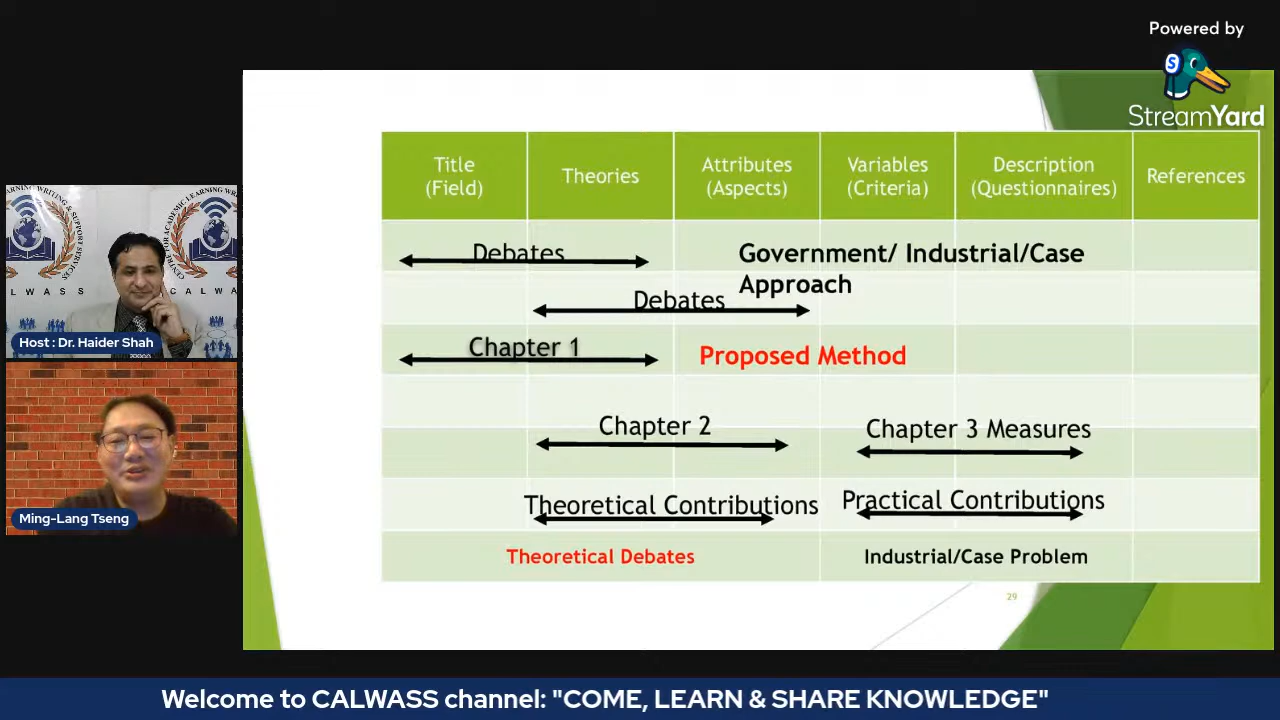 Powered by
StreamYard
Title
(Field)
Theories
Attributes
(Aspects)
Variables
(Criteria)
Description
(Questionnaires)
References
Debates
Government/ Industrial/Case
Approach
Debates
Chapter 1
Proposed Method
Chapter 2
Chapter 3 Measures
Theoretical Contributions
Practical Contributions
Theoretical Debates
Industrial/Case Problem
29
Host : Dr. Haider Shah
Ming-Lang Tseng
Welcome to CALWASS channel: "COME, LEARN & SHARE KNOWLEDGE"